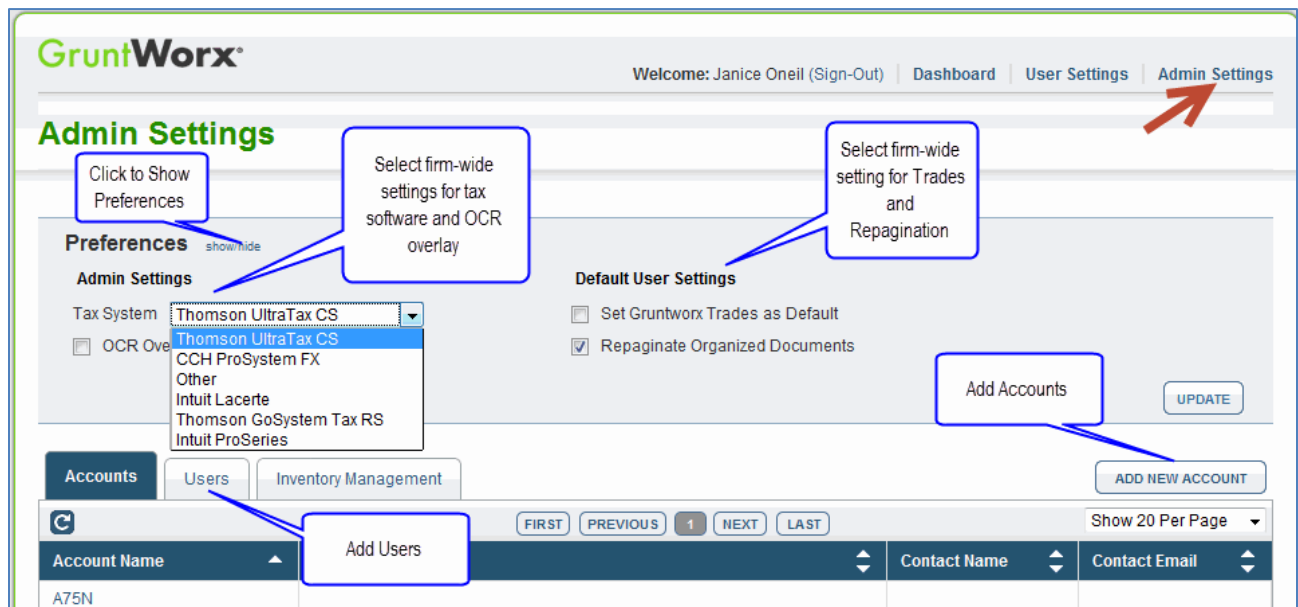 GruntWorx
Welcome: Janice Oneil (Sign-Out) | Dashboard | User Settings | Admin Settings
Admin Settings
Click to Show
Preferences
Select firm-wide
settings for tax
software and OCR
overlay
Select firm-wide
setting for Trades
and
Repagination
Preferences show/hide
Admin Settings
Default User Settings
Tax System Thomson UltraTax CS
Set Gruntworx Trades as Default
OCR Ove
Repaginate Organized Documents
Thomson UltraTax CS
CCH ProSystem FX
Other
Intuit Lacerte
Thomson GoSystem Tax RS
Intuit ProSeries
Add Accounts
UPDATE
Accounts Users Inventory Management
ADD NEW ACCOUNT
FIRST PREVIOUS 1 NEXT LAST
Show 20 Per Page
Add Users
Account Name Contact Name Contact Email
A75N